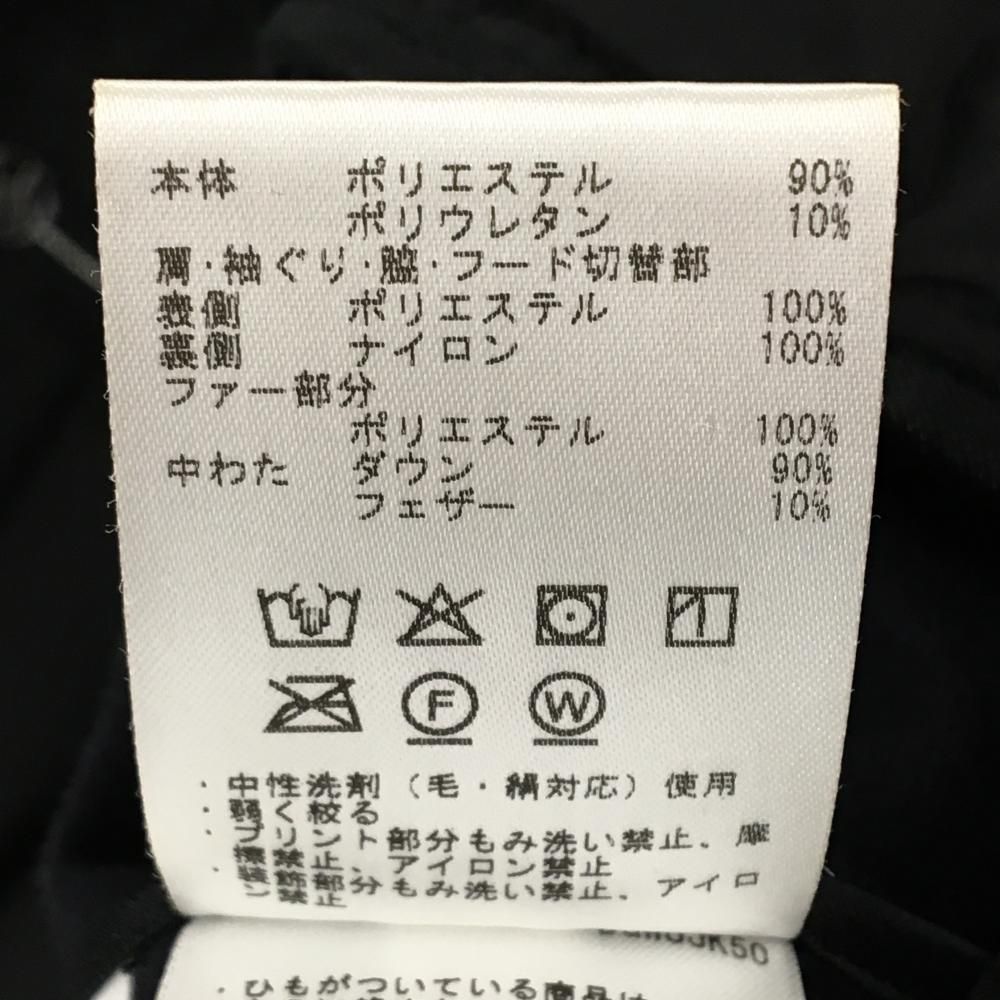 本体 ポリエステル 90%
ポリウレタン 10%
肩・袖ぐり・脇・フード切替部
表側 ポリエステル 100%
裏側 ナイロン 100%
ファー部分
ポリエステル 100%
中わた ダウン 90%
フェザー 10%
F W
・中性洗剤（毛・絹対応）使用
・弱く絞る
・プリント部分もみ洗い禁止、摩
擦禁止、アイロン禁止
・装飾部分もみ洗い禁止、アイロ
ン禁止
・ひもがついている商品は